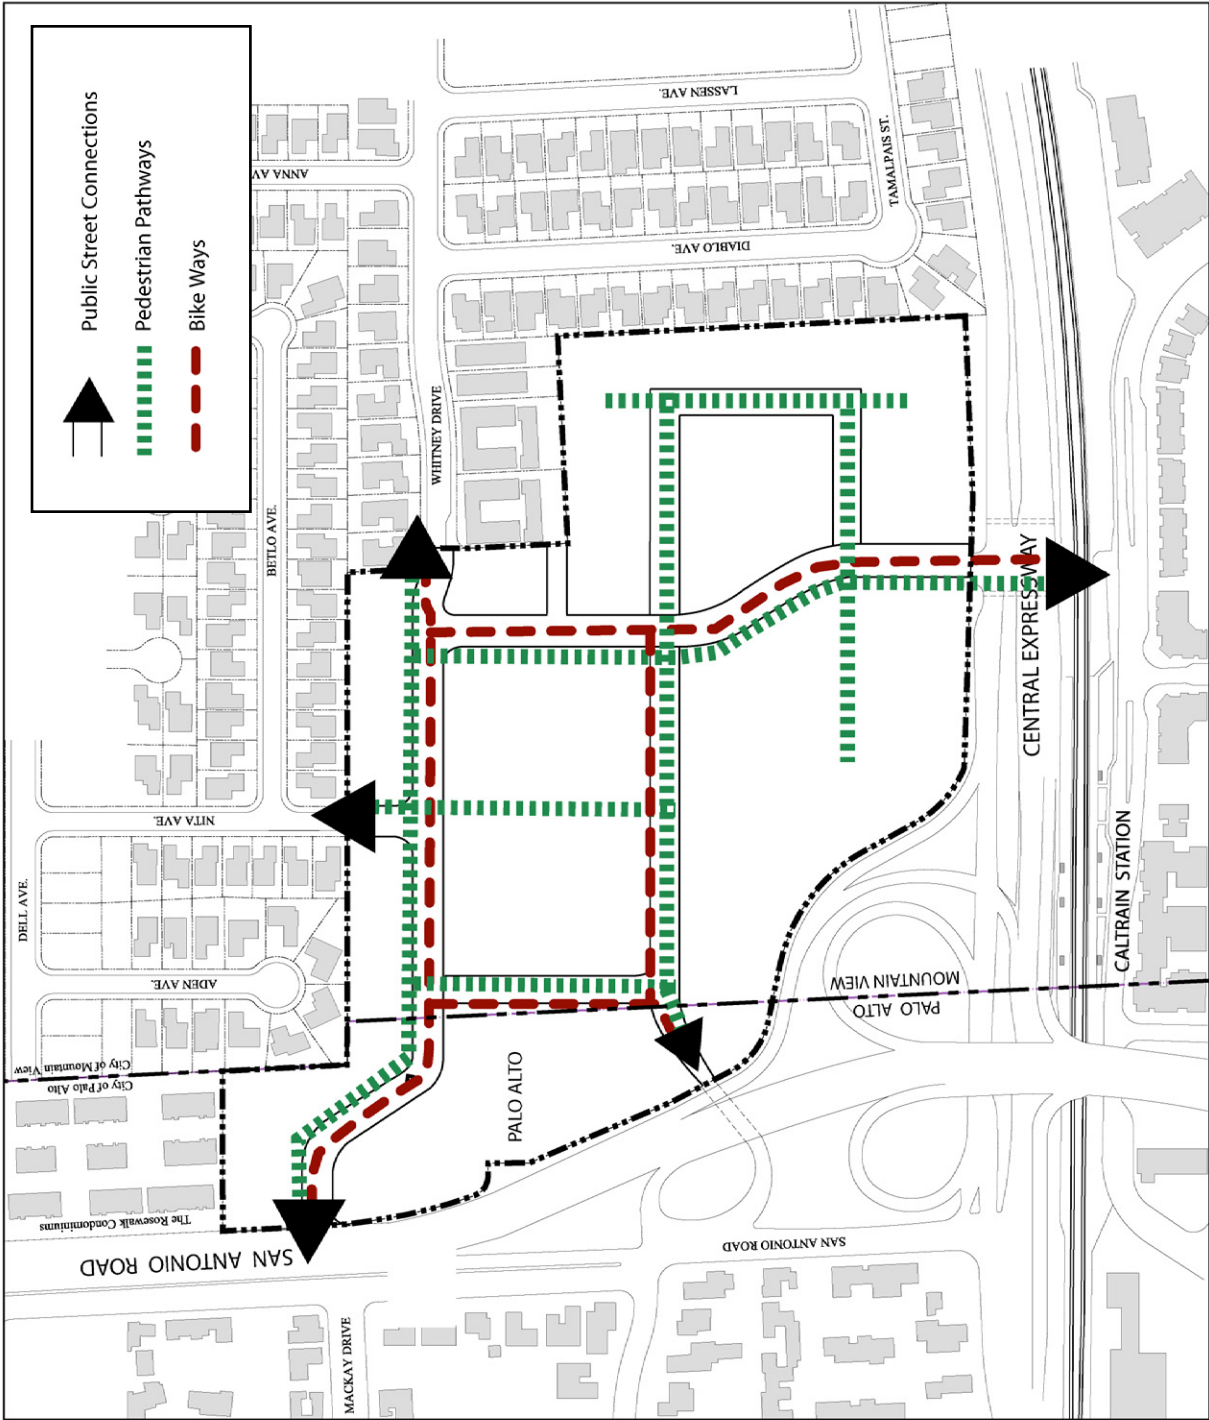 Public Street Connections
Pedestrian Pathways
Bike Ways
LASSEN AVE.
ANNA AV
TAMALPAIS ST.
DIABLO AVE.
WHITNEY DRIVE
BETLO AVE.
CENTRAL EXPRESSWAY
NITA AVE.
DELL AVE.
CALTRAIN STATION
ADEN AVE.
MOUNTAIN VIEW
PALO ALTO
City of Mountain View
City of Palo Alto
PALO ALTO
The Rosewalk Condominiums
SAN ANTONIO ROAD
SAN ANTONIO ROAD
MACKAY DRIVE